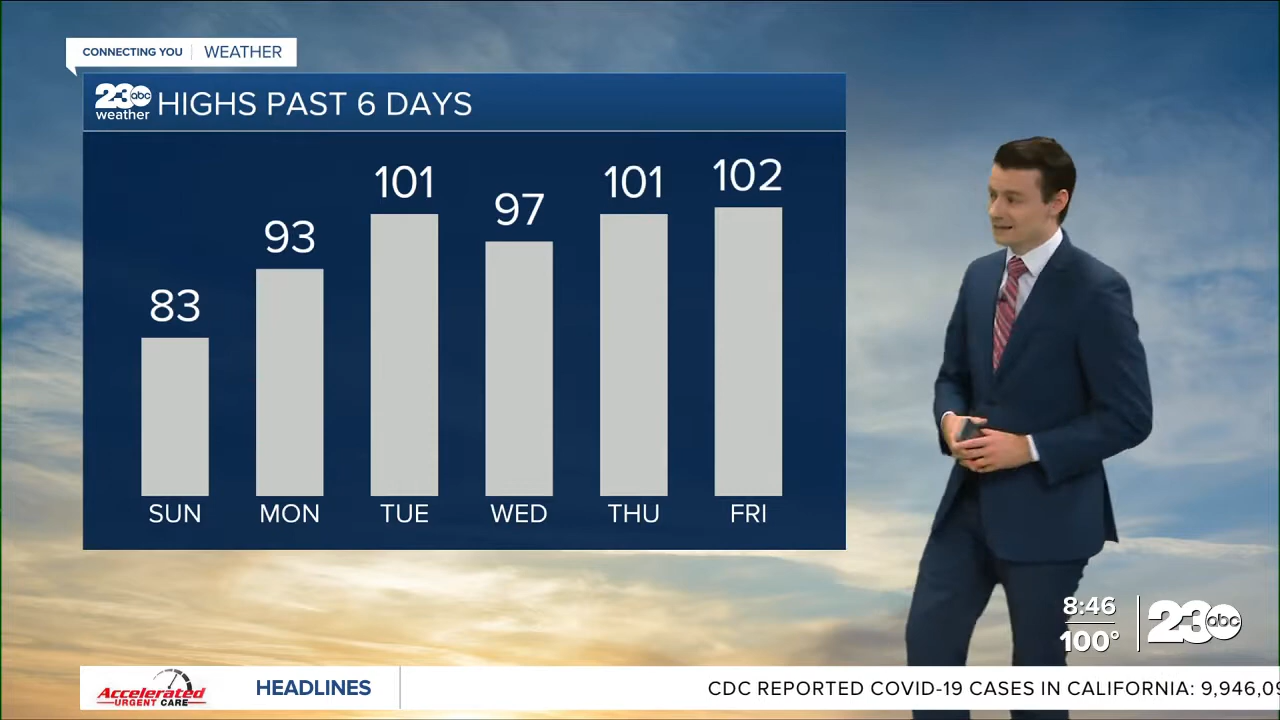 CONNECTING YOU | WEATHER
23 abc
weather
HIGHS PAST 6 DAYS
83
93
101
97
101
102
SUN
MON
TUE
WED
THU
FRI
8:46
100°
23 abc
Accelerated
URGENT CARE
HEADLINES
CDC REPORTED COVID-19 CASES IN CALIFORNIA: 9,946,0